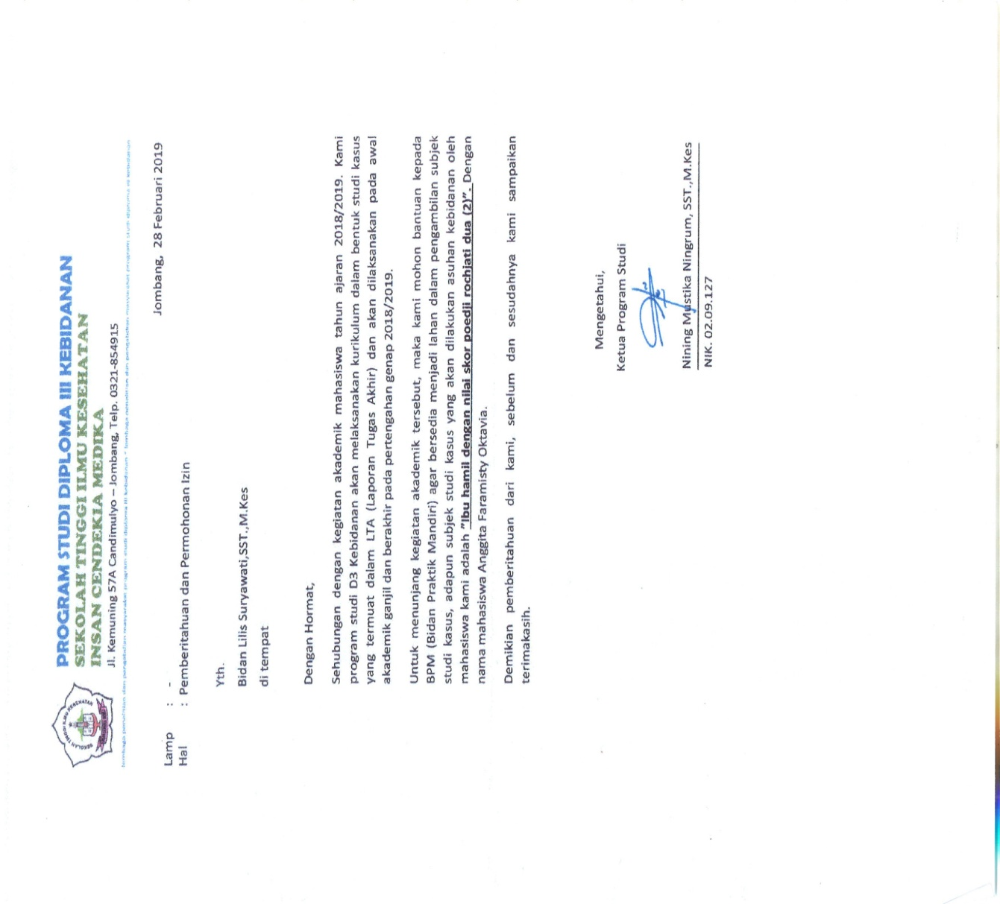 PROGRAM STUDI DIPLOMA III KEBIDANAN
SEKOLAH TINGGI ILMU KESEHATAN
INSAN CENDEKIA MEDIKA
Jl. Kemuning 57A Candimulyo – Jombang, Telp. 0321-854915
Jombang, 28 Februari 2019
Lamp : -
Hal : Pemberitahuan dan Permohonan Izin
Yth.
Bidan Lilis Suryawati,SST.,M.Kes
di tempat
Dengan Hormat,
Sehubungan dengan kegiatan akademik mahasiswa tahun ajaran 2018/2019. Kami
program studi D3 Kebidanan akan melaksanakan kurikulum dalam bentuk studi kasus
yang termuat dalam LTA (Laporan Tugas Akhir) dan akan dilaksanakan pada awal
akademik ganjil dan berakhir pada pertengahan genap 2018/2019.
Untuk menunjang kegiatan akademik tersebut, maka kami mohon bantuan kepada
BPM (Bidan Praktik Mandiri) agar bersedia menjadi lahan dalam pengambilan subjek
studi kasus, adapun subjek studi kasus yang akan dilakukan asuhan kebidanan oleh
mahasiswa kami adalah "Ibu hamil dengan nilai skor poedji rochjati dua (2)". Dengan
nama mahasiswa Anggita Faramisty Oktavia.
Demikian pemberitahuan dari kami, sebelum dan sesudahnya kami sampaikan
terimakasih.
Mengetahui,
Ketua Program Studi
Nining Mustika Ningrum, SST.,M.Kes
NIK. 02.09.127